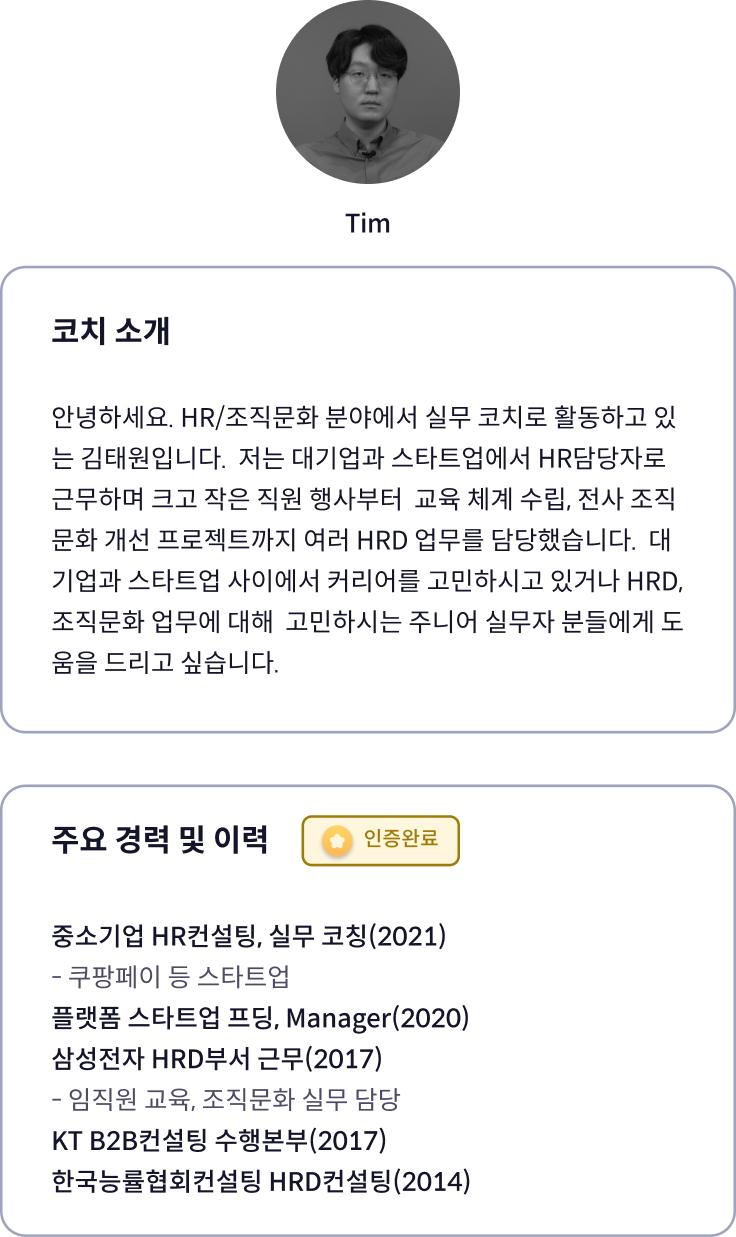 Tim
코치 소개
안녕하세요. HR/조직문화 분야에서 실무 코치로 활동하고 있
는 김태원입니다.  저는 대기업과 스타트업에서 HR담당자로
근무하며 크고 작은 직원 행사부터  교육 체계 수립, 전사 조직
문화 개선 프로젝트까지 여러 HRD 업무를 담당했습니다.  대
기업과 스타트업 사이에서 커리어를 고민하시고 있거나 HRD,
조직문화 업무에 대해  고민하시는 주니어 실무자 분들에게 도
움을 드리고 싶습니다.
주요 경력 및 이력 인증완료
중소기업 HR컨설팅, 실무 코칭(2021)
- 쿠팡페이 등 스타트업
플랫폼 스타트업 프딩, Manager(2020)
삼성전자 HRD부서 근무(2017)
- 임직원 교육, 조직문화 실무 담당
KT B2B컨설팅 수행본부(2017)
한국능률협회컨설팅 HRD컨설팅(2014)